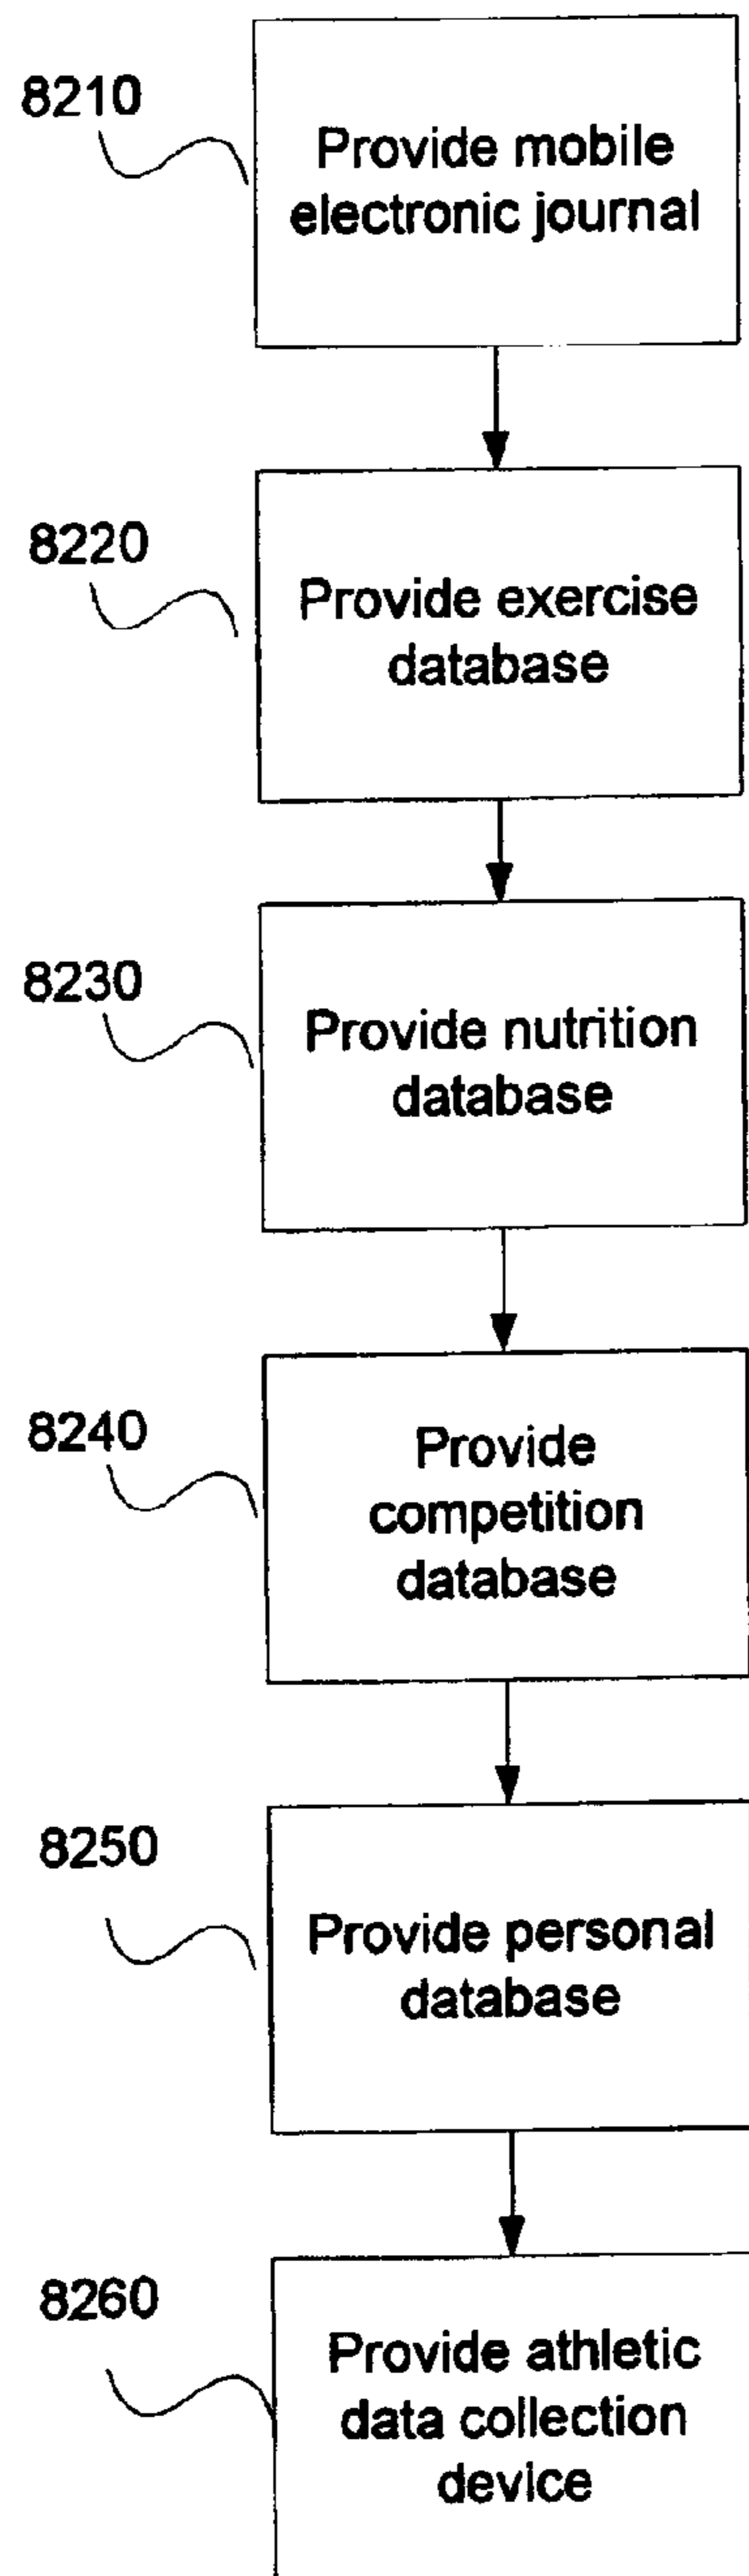 8210
Provide mobile
electronic journal
8220
Provide exercise
database
8230
Provide nutrition
database
8240
Provide
competition
database
8250
Provide personal
database
8260
Provide athletic
data collection
device